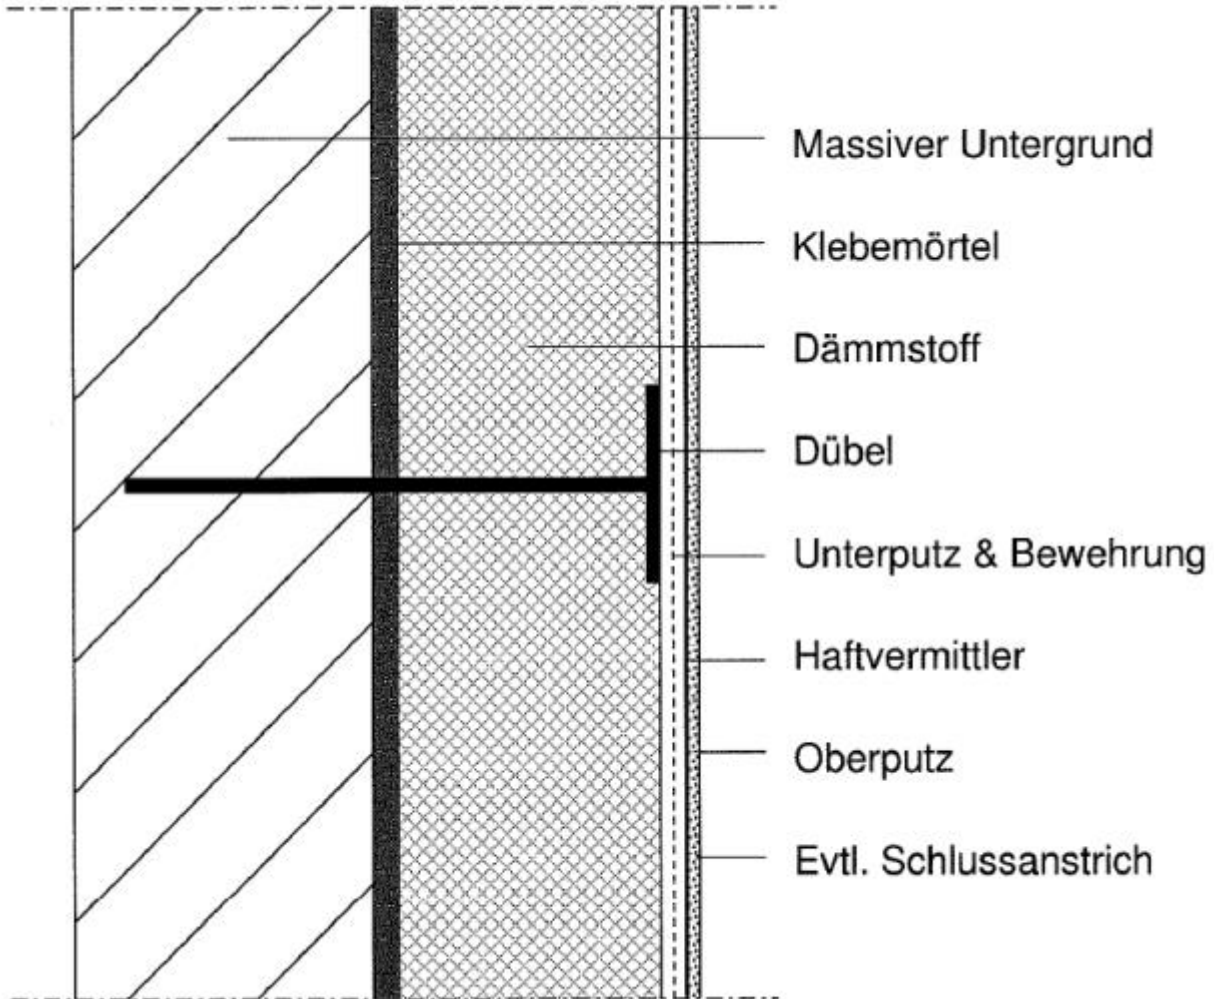 Massiver Untergrund
Klebemörtel
Dämmstoff
Dübel
Unterputz & Bewehrung
Haftvermittler
Oberputz
Evtl. Schlussanstrich